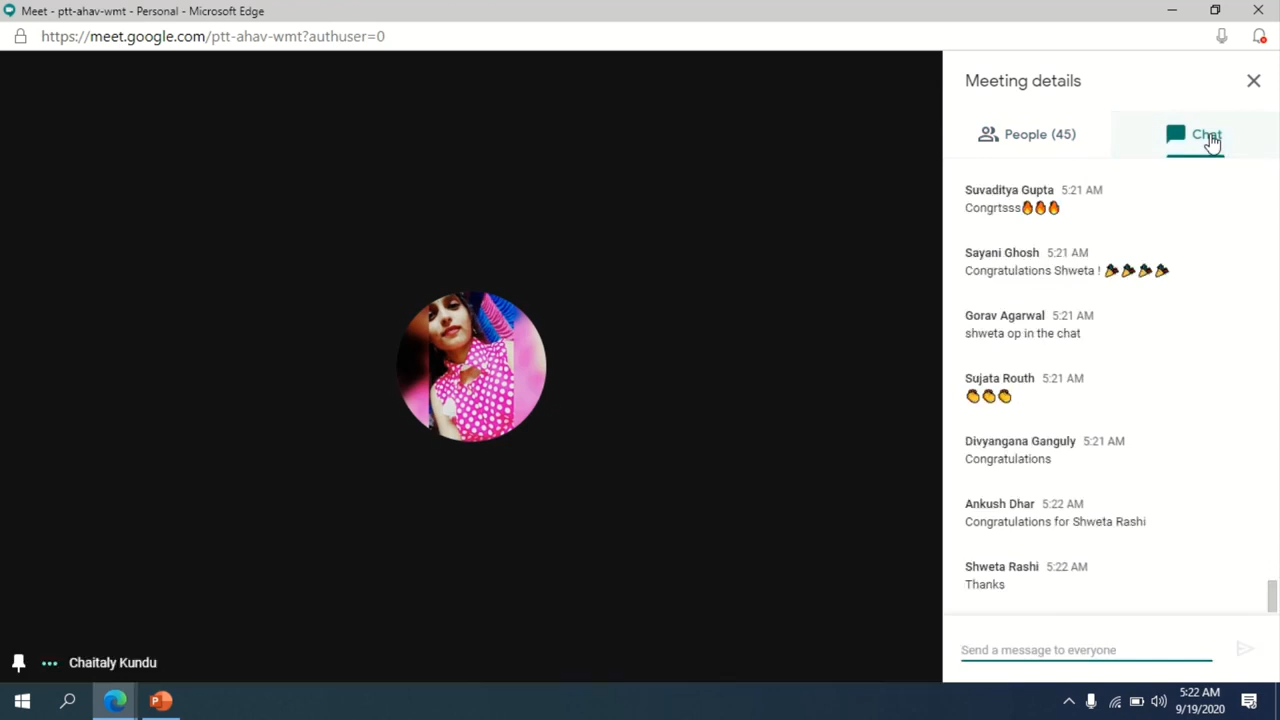 Meet - ptt-ahav-wmt - Personal - Microsoft Edge
https://meet.google.com/ptt-ahav-wmt?authuser=0
Meeting details
People (45)
Chat
Suvaditya Gupta 5:21 AM
Congrtsss🔥🔥🔥
Sayani Ghosh 5:21 AM
Congratulations Shweta ! 🎉🎉🎉🎉
Gorav Agarwal 5:21 AM
shweta op in the chat
Sujata Routh 5:21 AM
👏👏👏
Divyangana Ganguly 5:21 AM
Congratulations
Ankush Dhar 5:22 AM
Congratulations for Shweta Rashi
Shweta Rashi 5:22 AM
Thanks
Send a message to everyone
Chaitaly Kundu
5:22 AM
9/19/2020